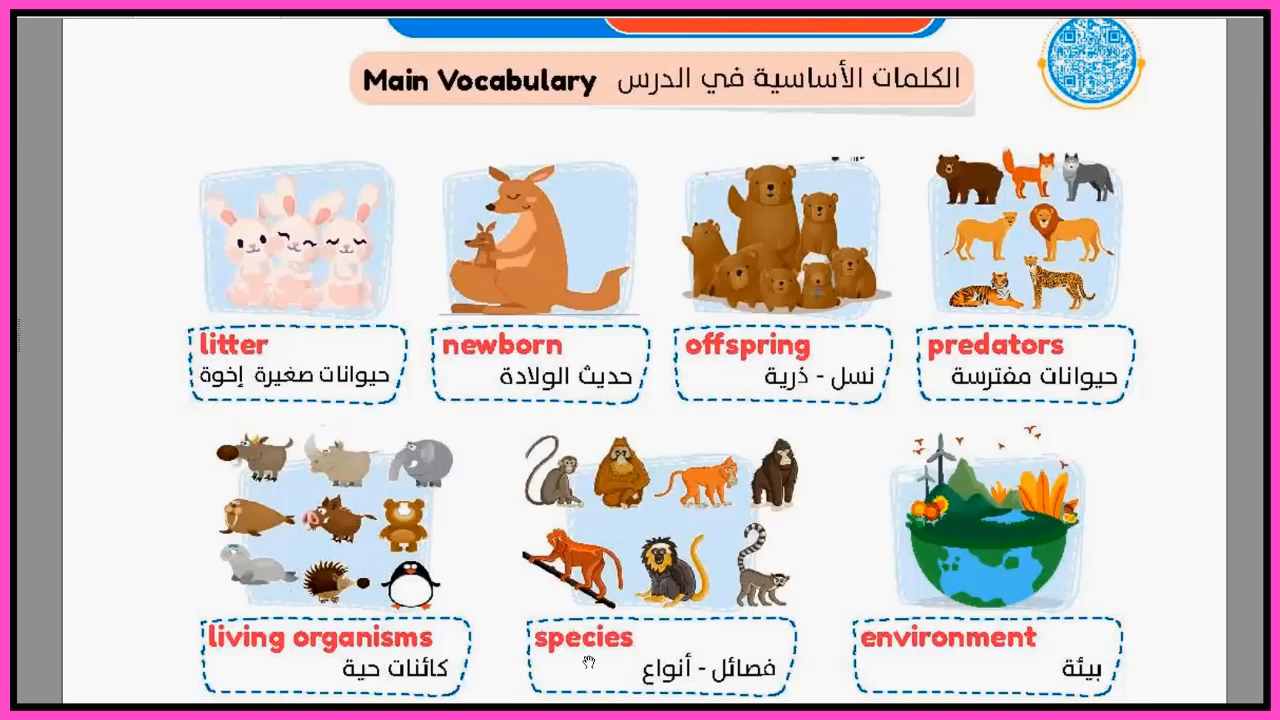 Main Vocabulary الكلمات الأساسية في الدرس
litter
حيوانات صغيرة إخوة
newborn
حديث الولادة
offspring
نسل - ذرية
predators
حيوانات مفترسة
living organisms
كائنات حية
species
فصائل - أنواع
environment
بيئة